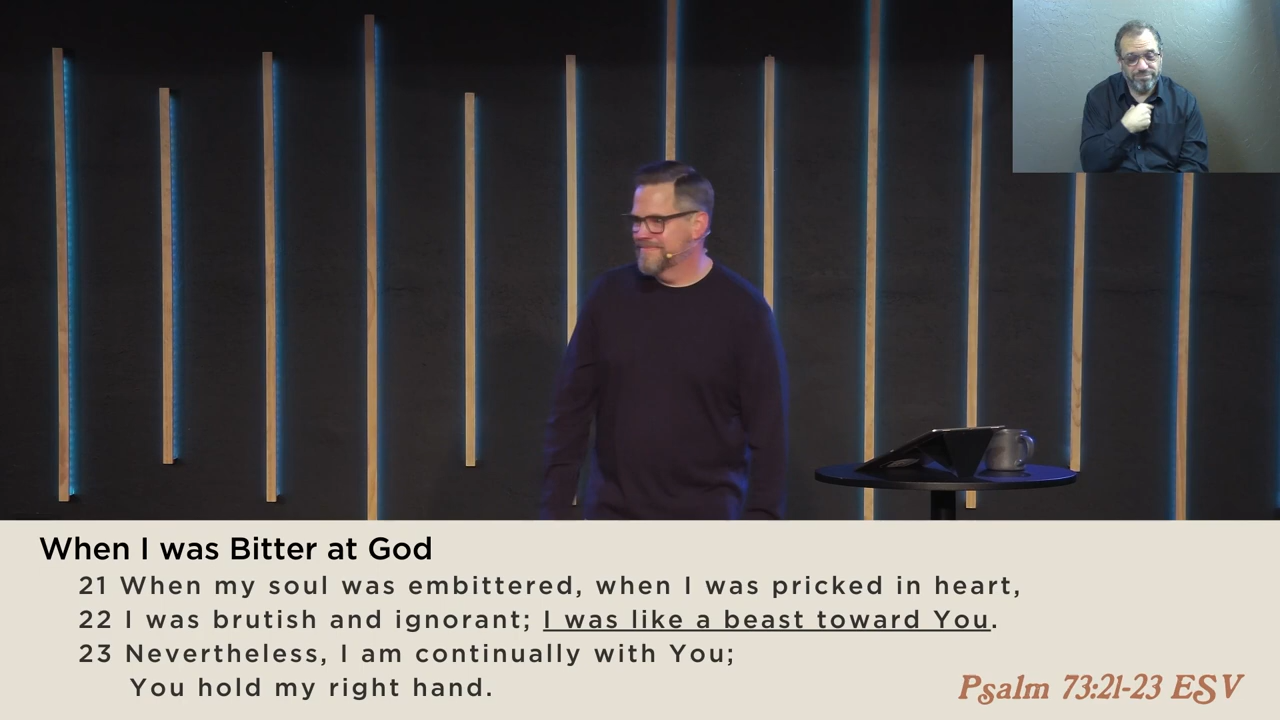 When I was Bitter at God
21 When my soul was embittered, when I was pricked in heart,
22 I was brutish and ignorant; I was like a beast toward You.
23 Nevertheless, I am continually with You;
You hold my right hand.
Psalm 73:21-23 ESV